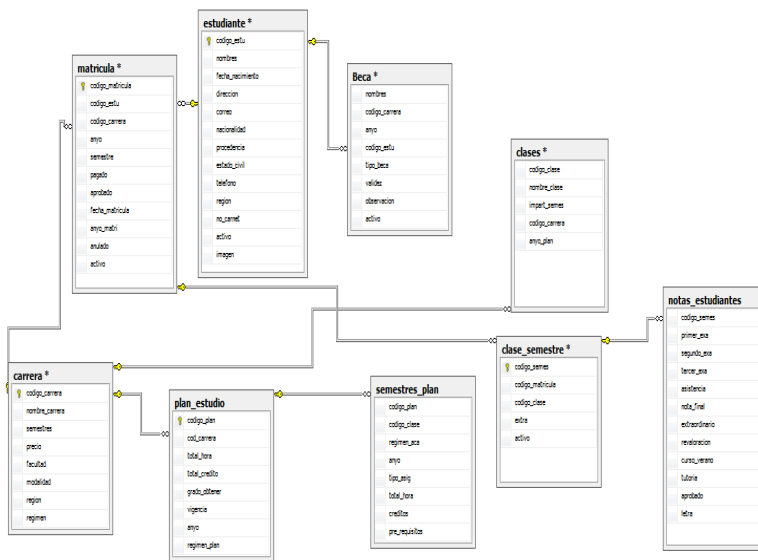 estudiante *
codigo_estu
nombres
fecha_nacimiento
direccion
correo
nacionalidad
procedencia
estado_civil
telefono
region
no_carnet
activo
imagen
matricula *
codigo_matricula
codigo_estu
codigo_carrera
anyo
semestre
pagado
aprobado
fecha_matricula
anyo_matri
anulado
activo
Beca *
nombres
codigo_carrera
anyo
codigo_estu
tipo_beca
validez
observacion
activo
clases *
codigo_clase
nombre_clase
impart_semes
codigo_carrera
anyo_plan
notas_estudiantes
codigo_semes
primer_exa
segundo_exa
tercer_exa
asistencia
nota_final
extraordinario
revaloracion
curso_verano
tutoria
aprobado
letra
clase_semestre *
codigo_semes
codigo_matricula
codigo_clase
extra
activo
carrera *
codigo_carrera
nombre_carrera
semestres
precio
facultad
modalidad
region
regimen
plan_estudio
codigo_plan
cod_carrera
total_hora
total_credito
grado_obtener
vigencia
anyo
regimen_plan
semestres_plan
codigo_plan
codigo_clase
regimen_aca
anyo
tipo_asig
total_hora
creditos
pre_requisitos